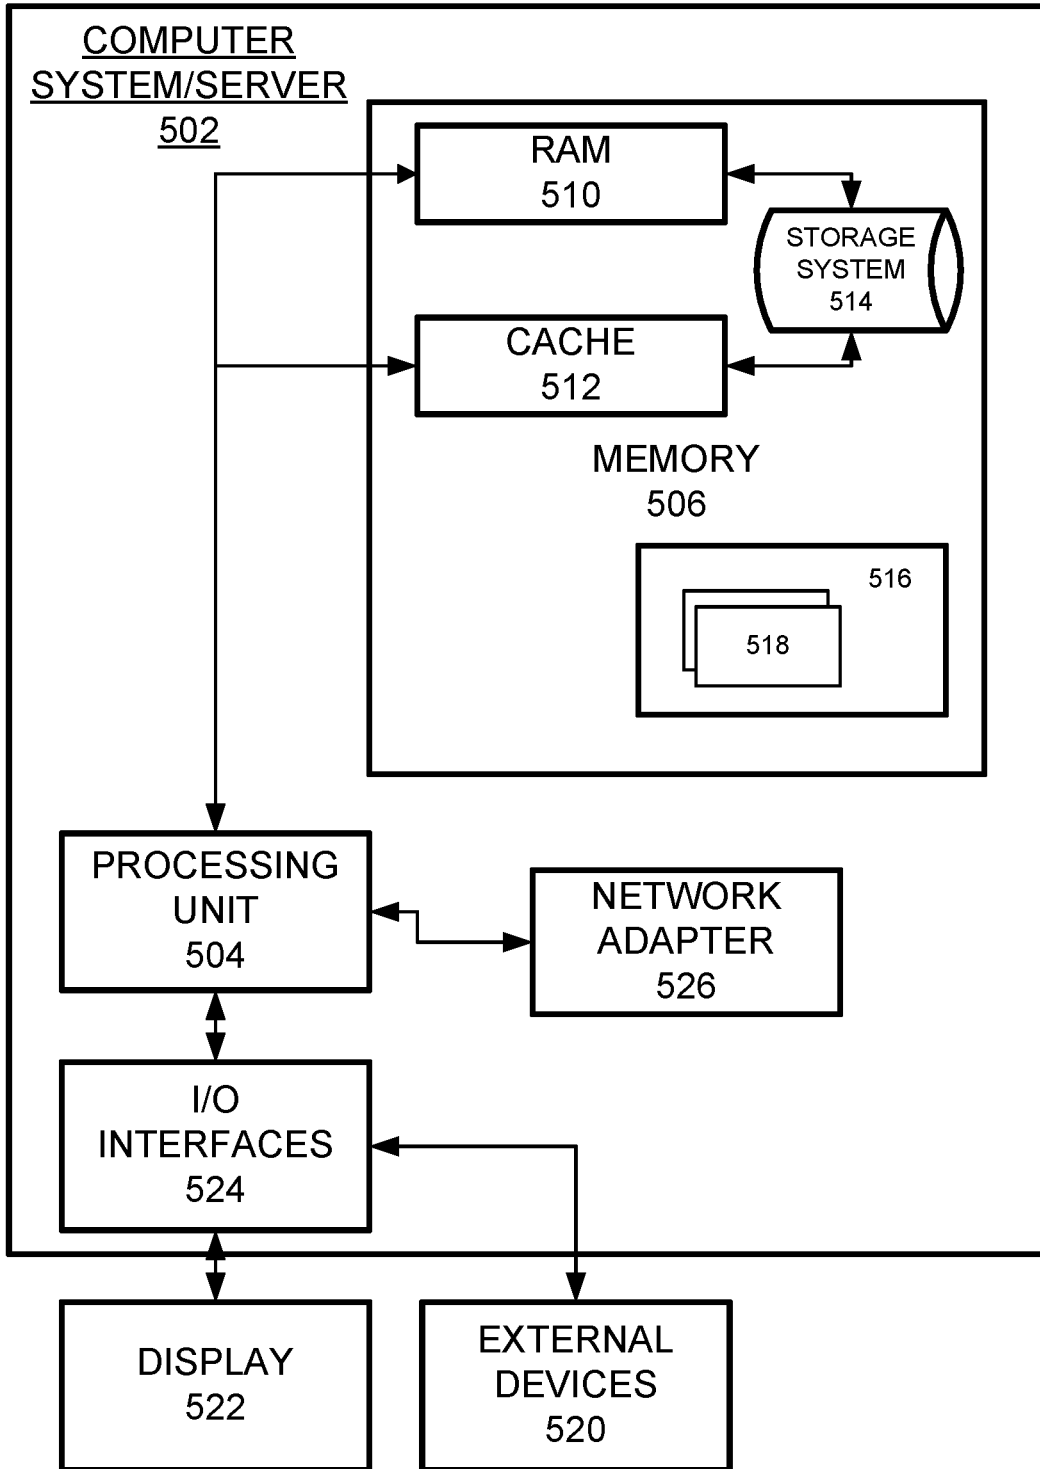 COMPUTER
SYSTEM/SERVER
502
RAM
510
STORAGE
SYSTEM
514
CACHE
512
MEMORY
506
516
518
PROCESSING
UNIT
504
NETWORK
ADAPTER
526
I/O
INTERFACES
524
DISPLAY
522
EXTERNAL
DEVICES
520